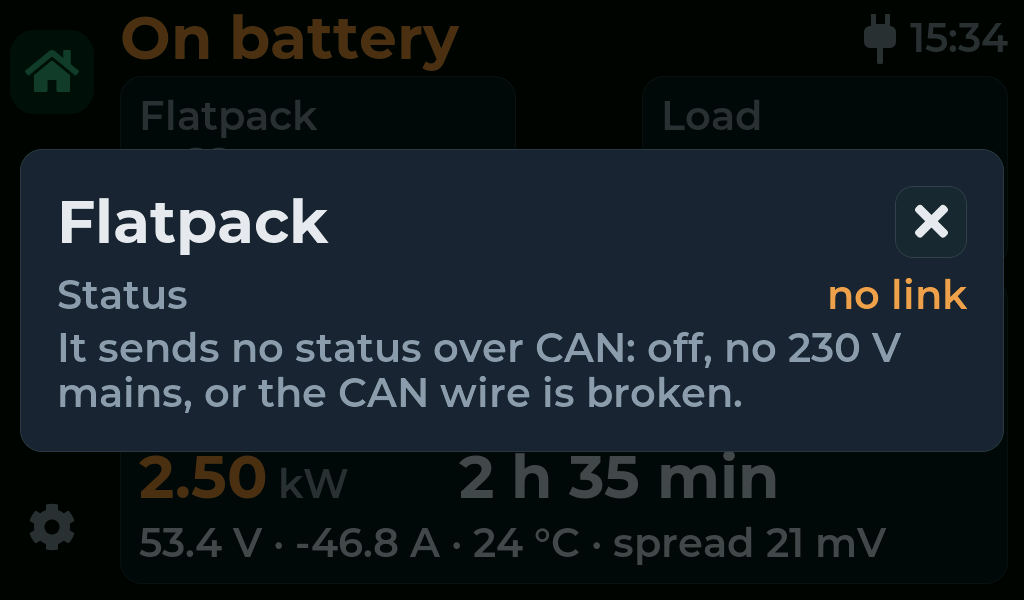 On battery
15:34
Flatpack
Load
Flatpack
Status
no link
It sends no status over CAN: off, no 230 V
mains, or the CAN wire is broken.
2.50 kW
2 h 35 min
53.4 V · -46.8 A · 24 °C · spread 21 mV